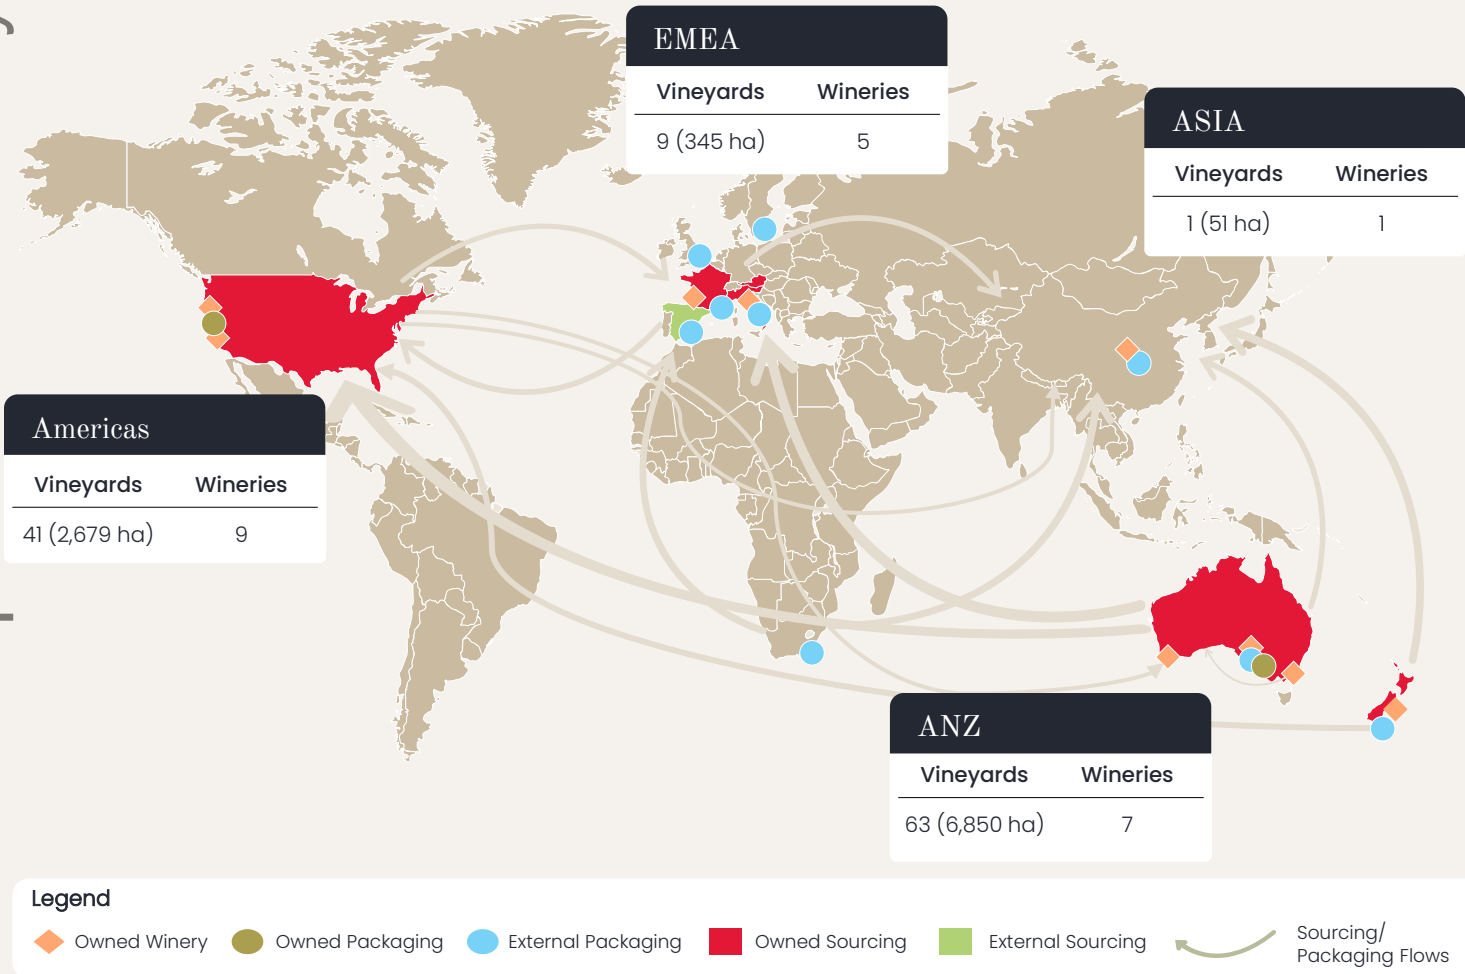 EMEA
Vineyards Wineries
9 (345 ha) 5
ASIA
Vineyards Wineries
1 (51 ha) 1
Americas
Vineyards Wineries
41 (2,679 ha) 9
ANZ
Vineyards Wineries
63 (6,850 ha) 7
Legend
Owned Winery Owned Packaging External Packaging Owned Sourcing External Sourcing Sourcing/
Packaging Flows